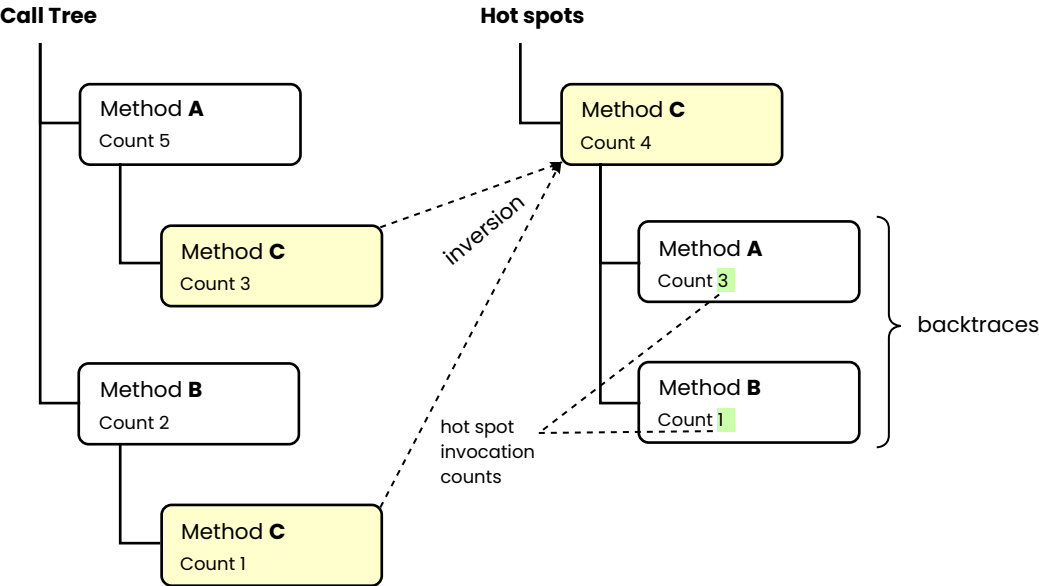 Call Tree
Method A
Count 5
Method C
Count 3
Method B
Count 2
Method C
Count 1
inversion
Hot spots
Method C
Count 4
Method A
Count 3
Method B
Count 1
hot spot
invocation
counts
backtraces